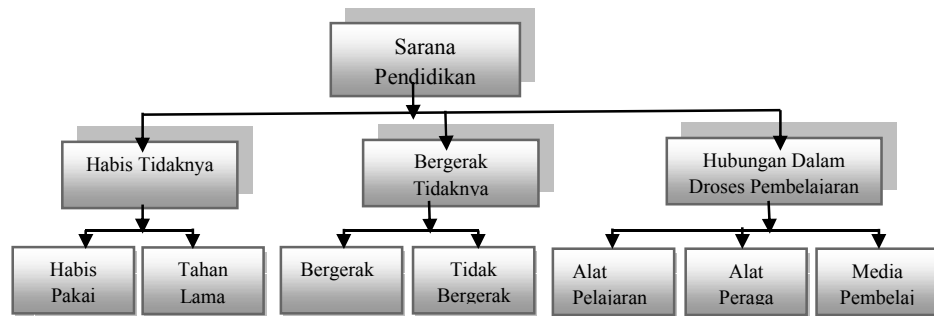 Sarana
Pendidikan
Habis Tidaknya
Bergerak
Tidaknya
Hubungan Dalam
Droses Pembelajaran
Habis
Pakai
Tahan
Lama
Bergerak
Tidak
Bergerak
Alat
Pelajaran
Alat
Peraga
Media
Pembelaj